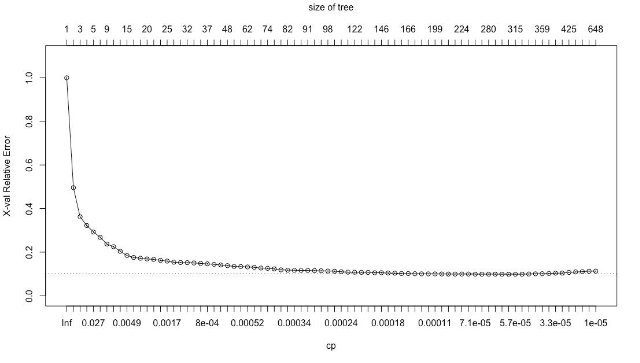 size of tree
1 3 5 9 15 20 25 32 37 48 62 74 82 91 98 122 146 166 199 224 280 315 359 425 648
1.0
0.8
0.6
0.4
0.2
0.0
X-val Relative Error
Inf 0.027 0.0049 0.0017 8e-04 0.00052 0.00034 0.00024 0.00018 0.00011 7.1e-05 5.7e-05 3.3e-05 1e-05
cp